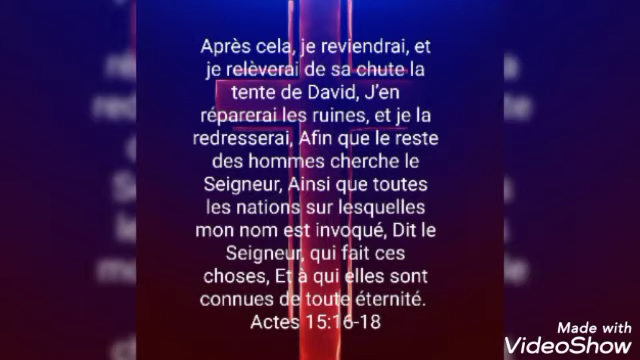 Après cela, je reviendrai, et
je relèverai de sa chute la
tente de David, J'en
réparerai les ruines, et je la
redresserai, Afin que le reste
des hommes cherche le
Seigneur, Ainsi que toutes
les nations sur lesquelles
mon nom est invoqué, Dit le
Seigneur, qui fait ces
choses, Et à qui elles sont
connues de toute éternité.
Actes 15:16-18
Made with
VideoShow